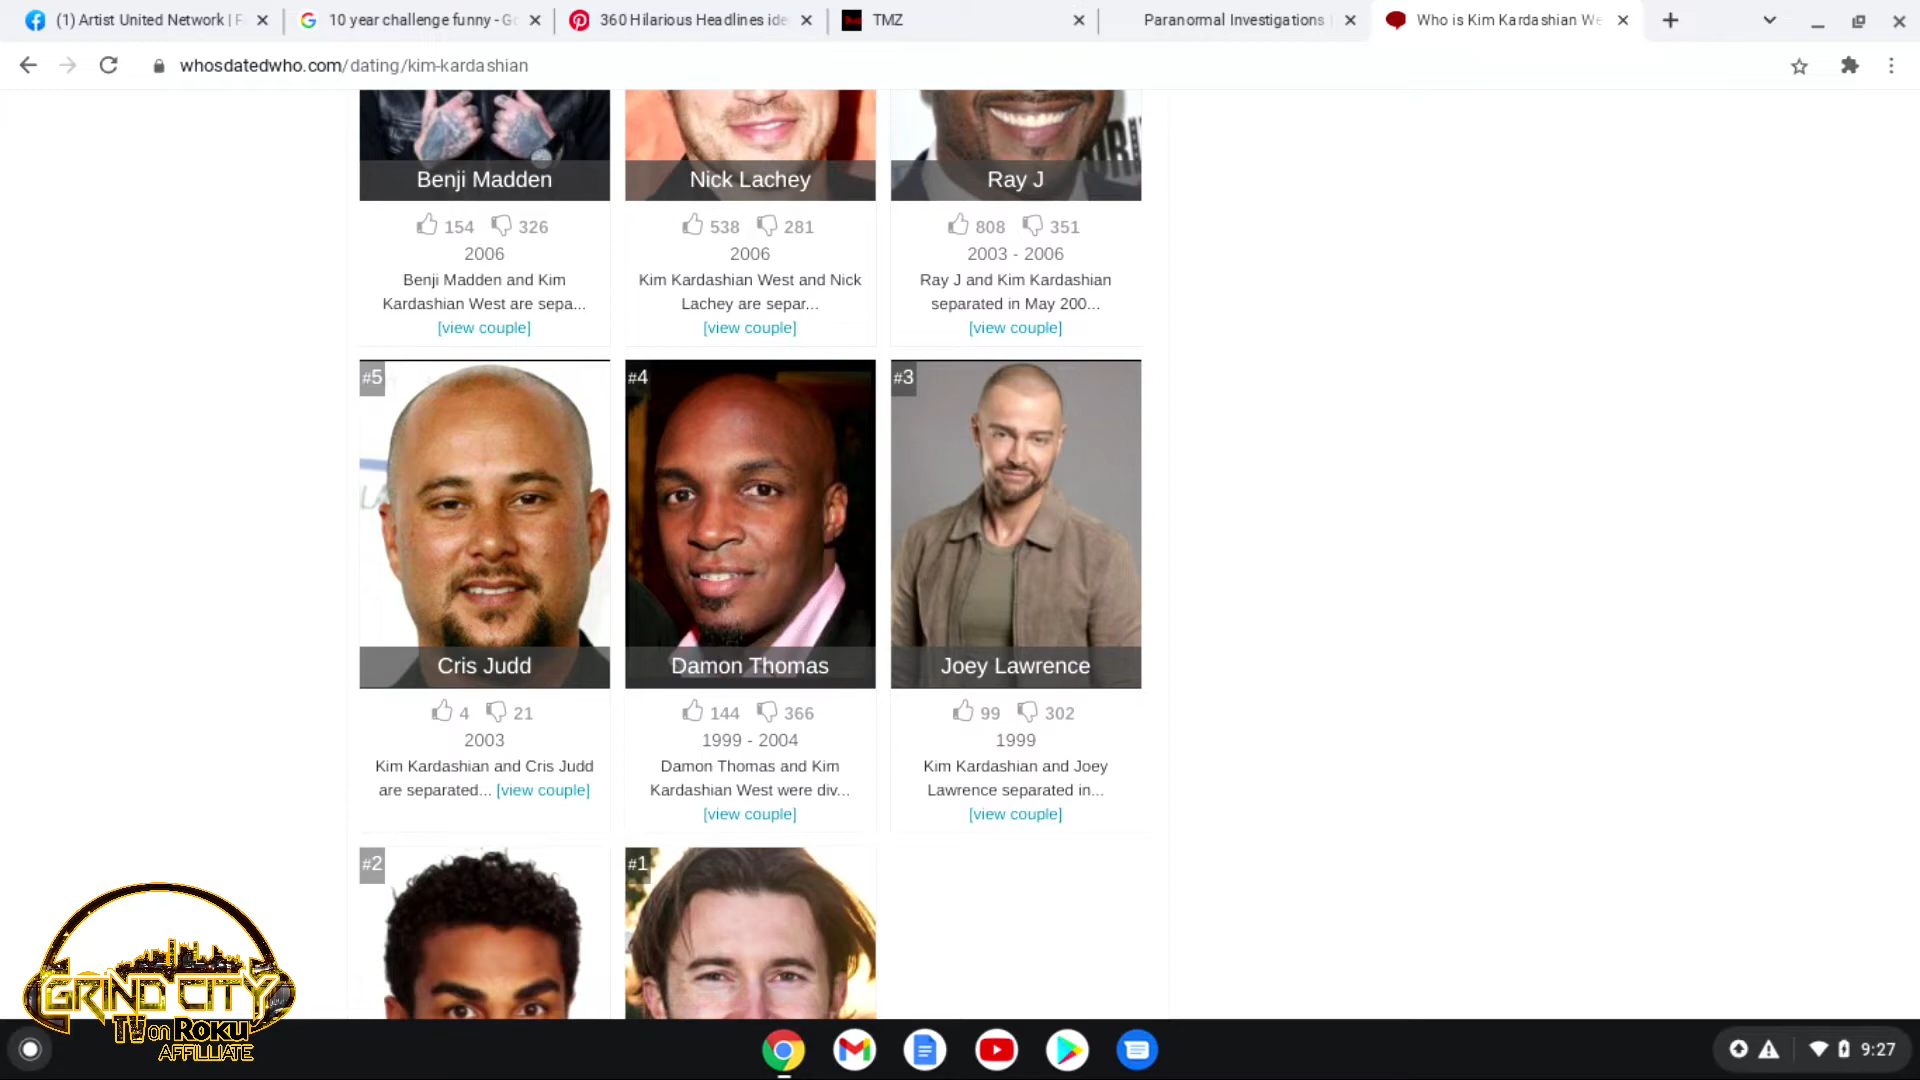 (1) Artist United Network | F
10 year challenge funny - Go
360 Hilarious Headlines ide
TMZ
Paranormal Investigations |
Who is Kim Kardashian We
whosdatedwho.com/dating/kim-kardashian
Benji Madden
Nick Lachey
Ray J
154 326
538 281
808 351
2006
2006
2003 - 2006
Benji Madden and Kim
Kardashian West are sepa...
[view couple]
Kim Kardashian West and Nick
Lachey are separ...
[view couple]
Ray J and Kim Kardashian
separated in May 200...
[view couple]
#5
#4
#3
Cris Judd
Damon Thomas
Joey Lawrence
4 21
144 366
99 302
2003
1999 - 2004
1999
Kim Kardashian and Cris Judd
are separated... [view couple]
Damon Thomas and Kim
Kardashian West were div...
[view couple]
Kim Kardashian and Joey
Lawrence separated in...
[view couple]
#2
#1
GRIND CITY
TV on ROKU
AFFILLIATE
9:27